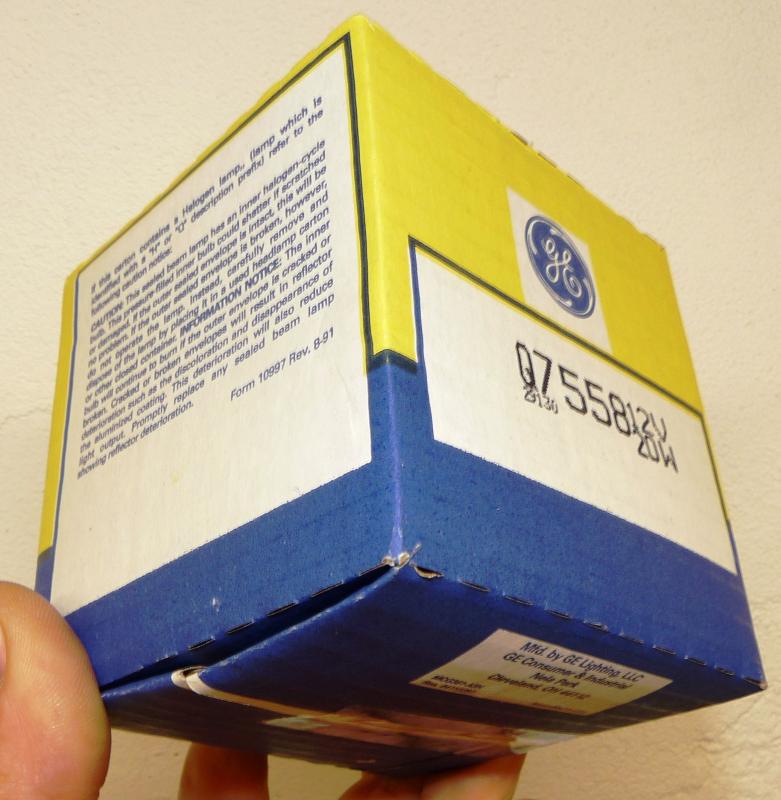 If this carton contains a Halogen lamp,. (lamp which is
identified with a "H" or "Q" description prefix) refer to the
following caution notice:
CAUTION: This sealed beam lamp has an inner halogen-cycle
bulb. The pressure filled inner bulb could shatter if scratched
or damaged. If the outer sealed envelope is intact, this will be
no problem. If the outer sealed envelope is broken, however,
do not operate the lamp. Instead, carefully remove and
dispose of the lamp by placing it in a used headlamp carton
or other closed container. INFORMATION NOTICE: The inner
bulb will continue to burn if the outer envelope is cracked or
broken. Cracked or broken envelopes will result in reflector
deterioration such as the discoloration and disappearance of
the aluminized coating. This deterioration will also reduce
light output. Promptly replace any sealed beam lamp
showing reflector deterioration.
Form 10997 Rev. 8-91
GE
Q7558 12V
29130 20W
Mfd. by GE Lighting, LLC
GE Consumer & Industrial
Nela Park
Cleveland, OH 44112